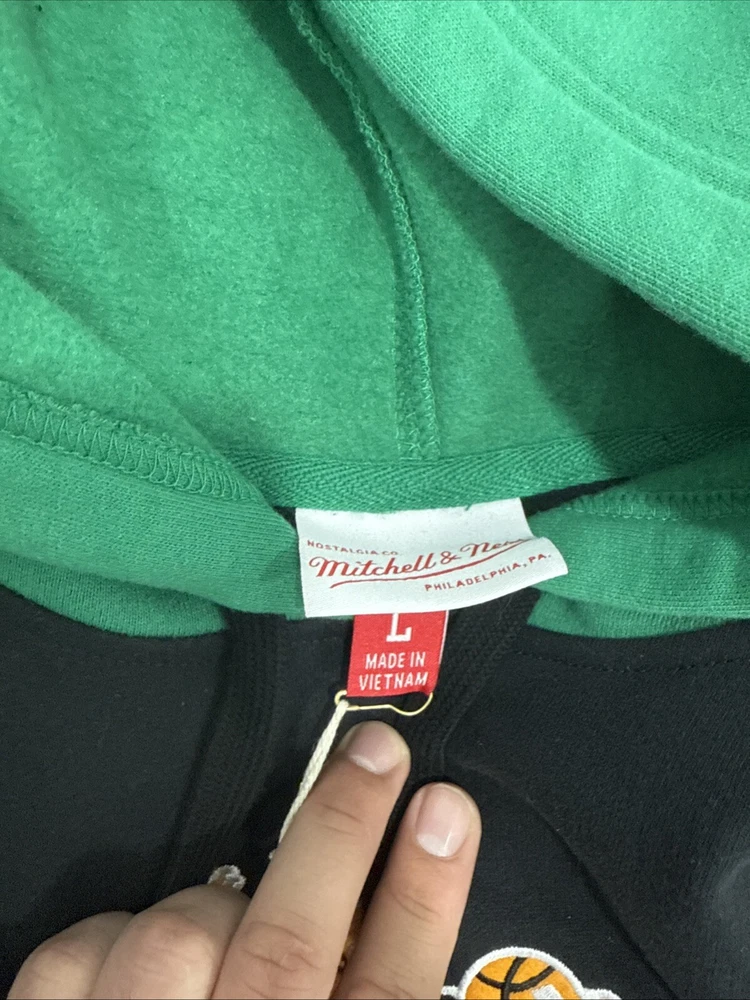 NOSTALGIA CO.
Mitchell &
PHILADELPHIA, PA.
L
MADE IN
VIETNAM